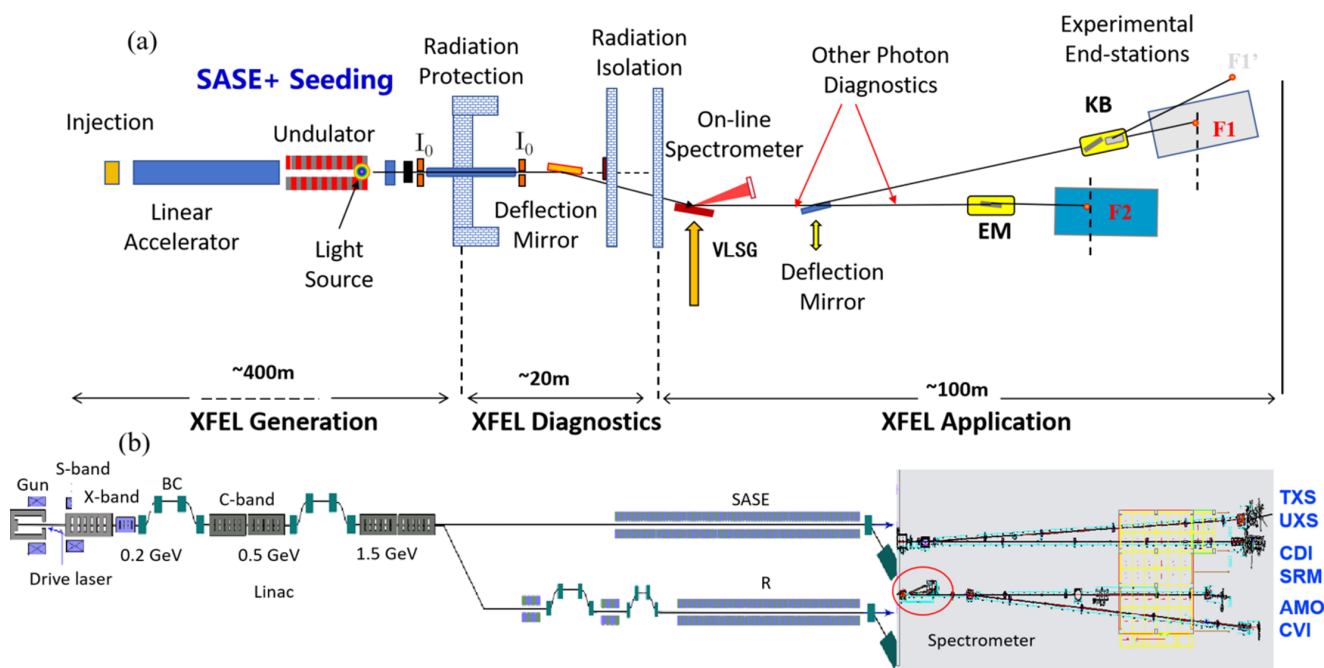 (a)
SASE+ Seeding
Injection
Linear
Accelerator
Undulator
Light
Source
I0
Radiation
Protection
I0
Deflection
Mirror
Radiation
Isolation
On-line
Spectrometer
VLSG
Other Photon
Diagnostics
Deflection
Mirror
Experimental
End-stations
KB
F1'
F1
EM
F2
~400m
XFEL Generation
~20m
XFEL Diagnostics
~100m
XFEL Application
(b)
Gun
S-band
X-band
BC
C-band
0.2 GeV
0.5 GeV
1.5 GeV
Drive laser
Linac
SASE
R
Spectrometer
TXS
UXS
CDI
SRM
AMO
CVI